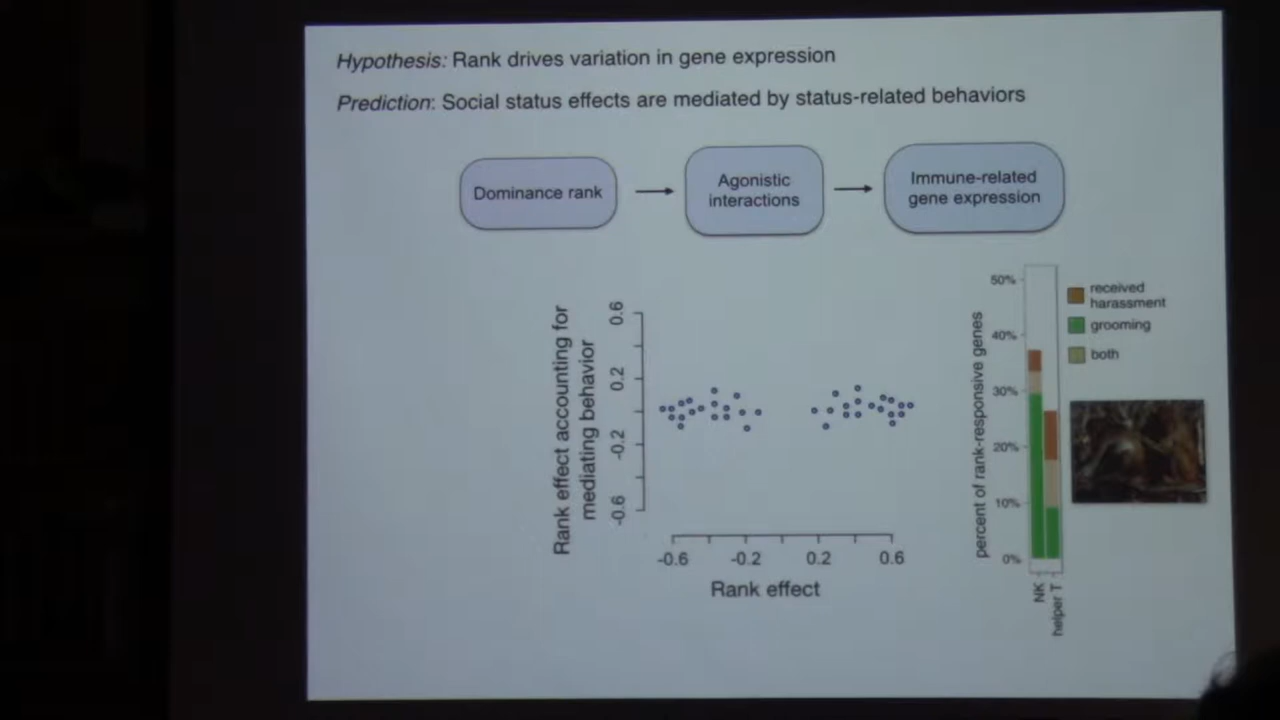 Hypothesis: Rank drives variation in gene expression
Prediction: Social status effects are mediated by status-related behaviors
Dominance rank
Agonistic
interactions
Immune-related
gene expression
Rank effect accounting for
mediating behavior
0.6
0.2
-0.2
-0.6
-0.6
-0.2
0.2
0.6
Rank effect
percent of rank-responsive genes
50%
40%
30%
20%
10%
0%
NK
helper T
received
harassment
grooming
both